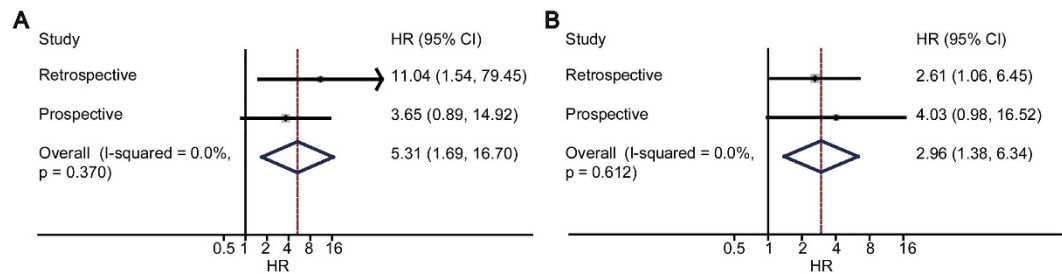 A
Study HR (95% CI)
Retrospective 11.04 (1.54, 79.45)
Prospective 3.65 (0.89, 14.92)
Overall (I-squared = 0.0%, 5.31 (1.69, 16.70)
p = 0.370)
0.5 1 2 4 8 16
HR
B
Study HR (95% CI)
Retrospective 2.61 (1.06, 6.45)
Prospective 4.03 (0.98, 16.52)
Overall (I-squared = 0.0%, 2.96 (1.38, 6.34)
p = 0.612)
0.5 1 2 4 8 16
HR